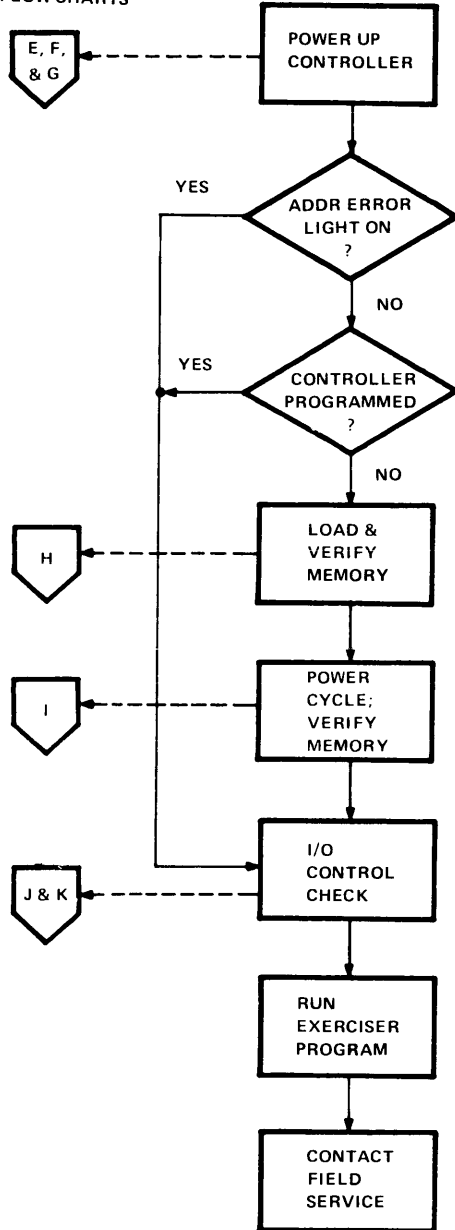 FLOW CHARTS
E, F,
& G
POWER UP
CONTROLLER
YES
ADDR ERROR
LIGHT ON
?
NO
YES
CONTROLLER
PROGRAMMED
?
NO
H
LOAD &
VERIFY
MEMORY
I
POWER
CYCLE;
VERIFY
MEMORY
I/O
CONTROL
CHECK
J & K
RUN
EXERCISER
PROGRAM
CONTACT
FIELD
SERVICE